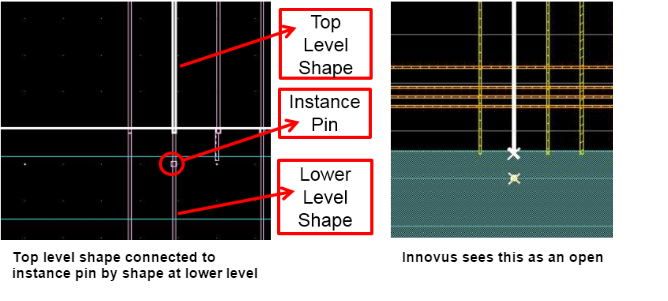 Top
Level
Shape
Instance
Pin
Lower
Level
Shape
Top level shape connected to
instance pin by shape at lower level
Innovus sees this as an open